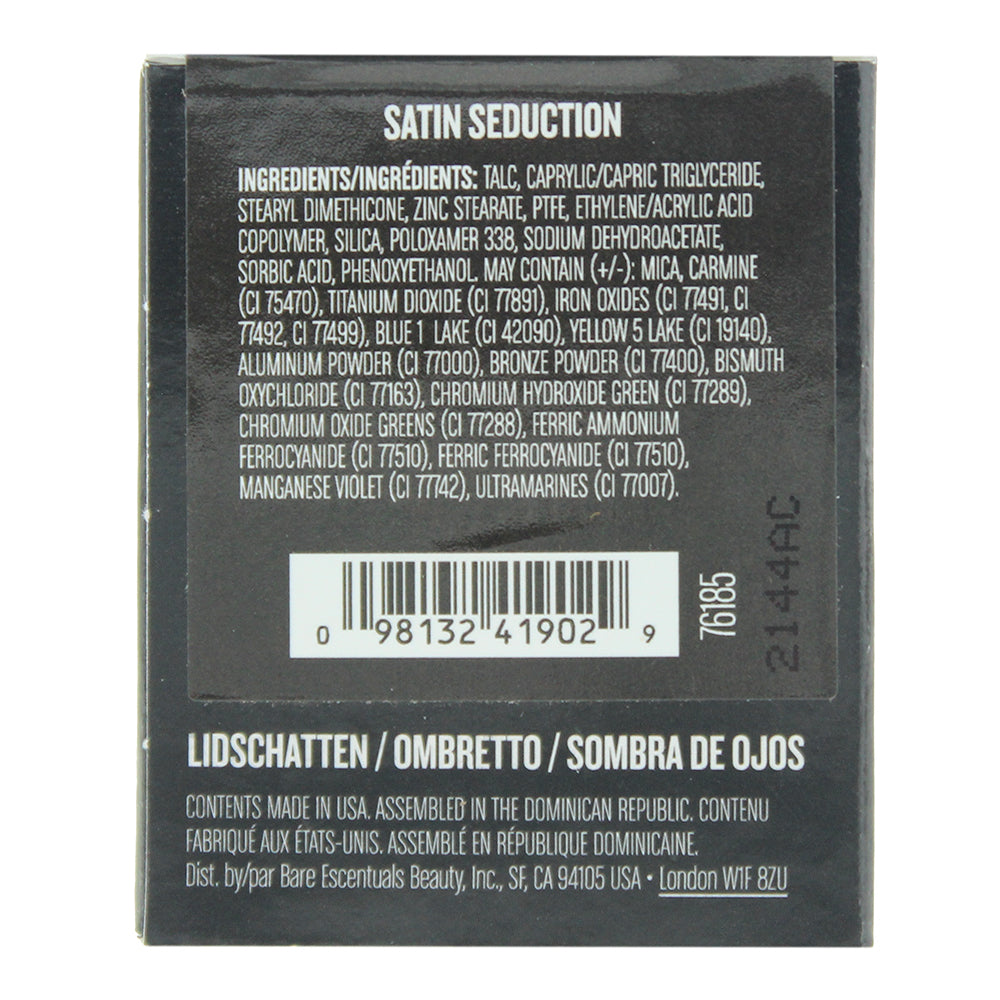 SATIN SEDUCTION
INGREDIENTS/INGRÉDIENTS: TALC, CAPRYLIC/CAPRIC TRIGLYCERIDE,
STEARYL DIMETHICONE, ZINC STEARATE, PTFE, ETHYLENE/ACRYLIC ACID
COPOLYMER, SILICA, POLOXAMER 338, SODIUM DEHYDROACETATE,
SORBIC ACID, PHENOXYETHANOL. MAY CONTAIN (+/-): MICA, CARMINE
(CI 75470), TITANIUM DIOXIDE (CI 77891), IRON OXIDES (CI 77491, CI
77492, CI 77499), BLUE 1 LAKE (CI 42090), YELLOW 5 LAKE (CI 19140),
ALUMINUM POWDER (CI 77000), BRONZE POWDER (CI 77400), BISMUTH
OXYCHLORIDE (CI 77163), CHROMIUM HYDROXIDE GREEN (CI 77289),
CHROMIUM OXIDE GREENS (CI 77288), FERRIC AMMONIUM
FERROCYANIDE (CI 77510), FERRIC FERROCYANIDE (CI 77510),
MANGANESE VIOLET (CI 77742), ULTRAMARINES (CI 77007).
0 98132 41902 9
76185
2144AC
LIDSCHATTEN / OMBRETTO / SOMBRA DE OJOS
CONTENTS MADE IN USA. ASSEMBLED IN THE DOMINICAN REPUBLIC. CONTENU
FABRIQUÉ AUX ÉTATS-UNIS. ASSEMBLÉ EN RÉPUBLIQUE DOMINICAINE.
Dist. by/par Bare Escentuals Beauty, Inc., SF, CA 94105 USA • London W1F 8ZU